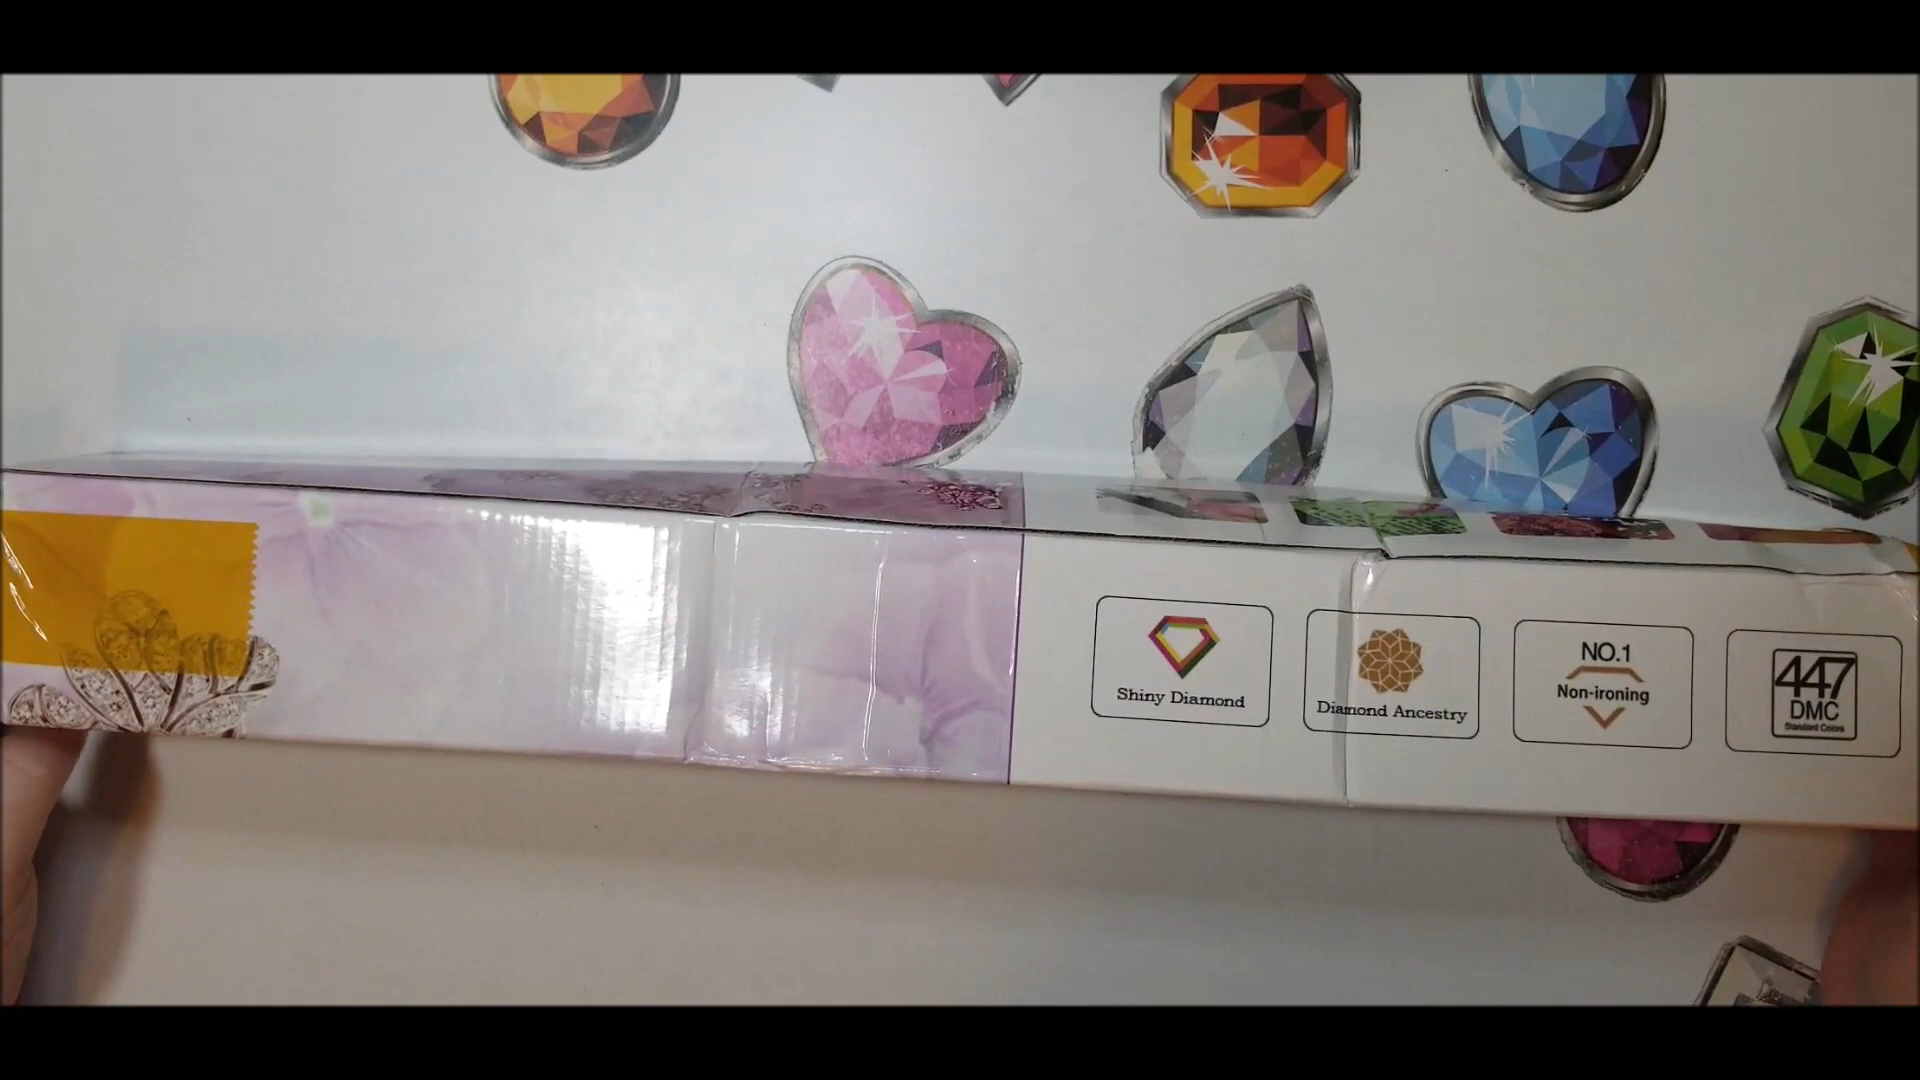 Shiny Diamond
Diamond Ancestry
NO.1
Non-ironing
447
DMC
Standard Colors